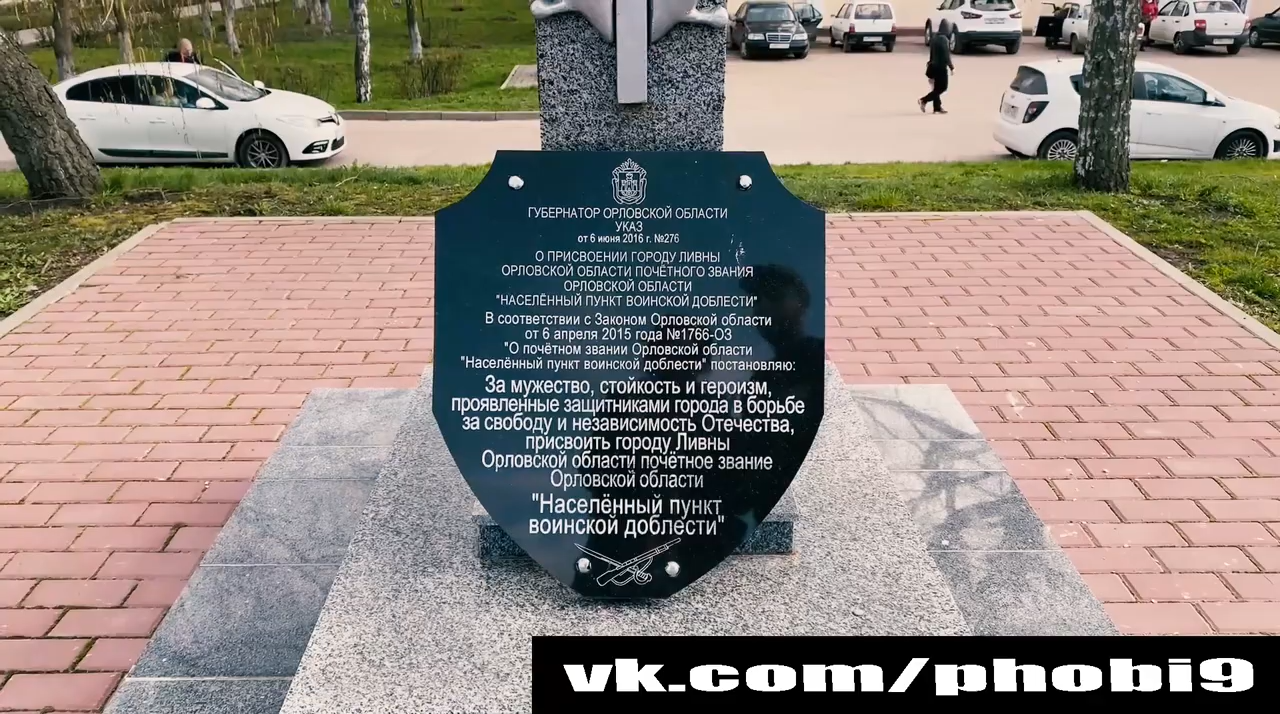 ГУБЕРНАТОР ОРЛОВСКОЙ ОБЛАСТИ
УКАЗ
от 6 июня 2016 г. №276
О ПРИСВОЕНИИ ГОРОДУ ЛИВНЫ
ОРЛОВСКОЙ ОБЛАСТИ ПОЧЁТНОГО ЗВАНИЯ
ОРЛОВСКОЙ ОБЛАСТИ
"НАСЕЛЁННЫЙ ПУНКТ ВОИНСКОЙ ДОБЛЕСТИ"
В соответствии с Законом Орловской области
от 6 апреля 2015 года №1766-ОЗ
"О почётном звании Орловской области
"Населённый пункт воинской доблести" постановляю:
За мужество, стойкость и героизм,
проявленные защитниками города в борьбе
за свободу и независимость Отечества,
присвоить городу Ливны
Орловской области почётное звание
Орловской области
"Населённый пункт
воинской доблести"
vk.com/phobi9